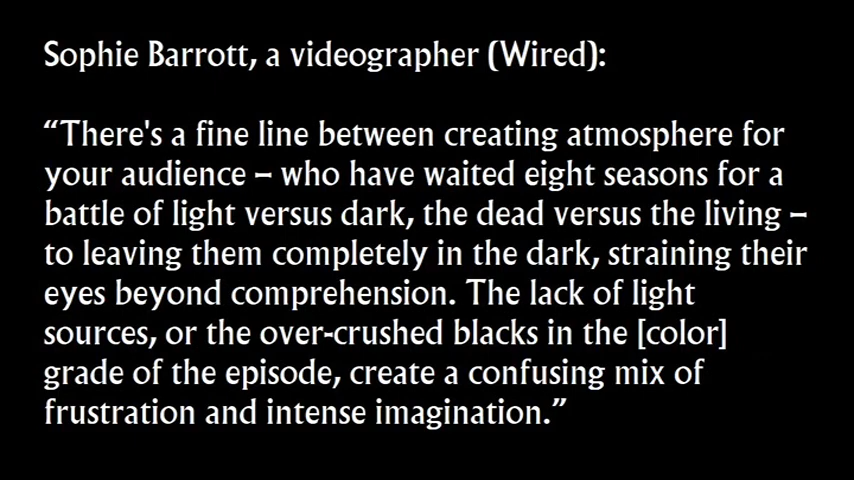 Sophie Barrott, a videographer (Wired):
“There's a fine line between creating atmosphere for
your audience – who have waited eight seasons for a
battle of light versus dark, the dead versus the living –
to leaving them completely in the dark, straining their
eyes beyond comprehension. The lack of light
sources, or the over-crushed blacks in the [color]
grade of the episode, create a confusing mix of
frustration and intense imagination.”